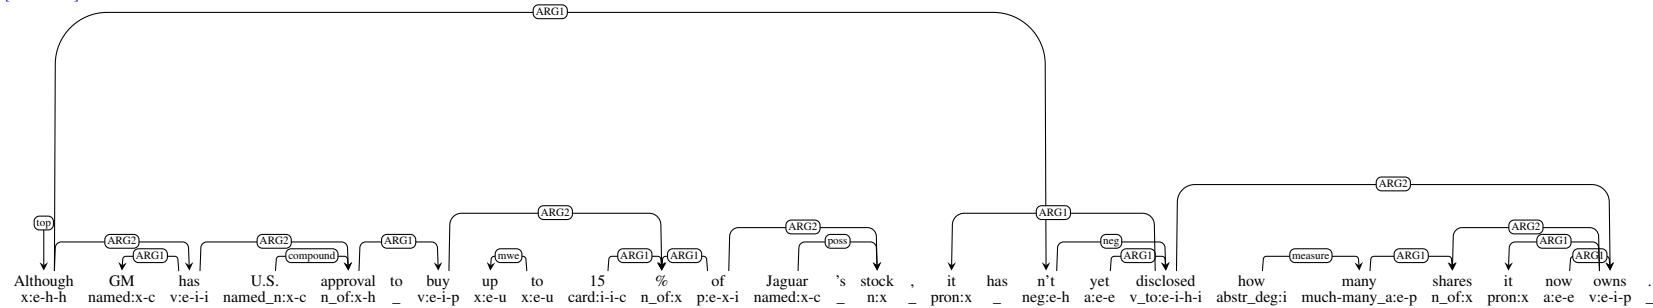 ARG1
ARG2
ARG2
ARG1
top
ARG2
ARG2
ARG2
ARG1
poss
neg
ARG1
ARG1
compound
mwe
ARG1
ARG1
ARG1
measure
ARG1
ARG1
Although GM has U.S. approval to buy up to 15 % of Jaguar 's stock , it has n't yet disclosed how many shares it now owns .
x:e-h-h named:x-c v:e-i-i named_n:x-c n_of:x-h _ v:e-i-p x:e-u x:e-u card:i-i-c n_of:x p:e-x-i named:x-c _ n:x _ pron:x _ neg:e-h a:e-e v_to:e-i-h-i abstr_deg:i much-many_a:e-p n_of:x pron:x a:e-e v:e-i-p _